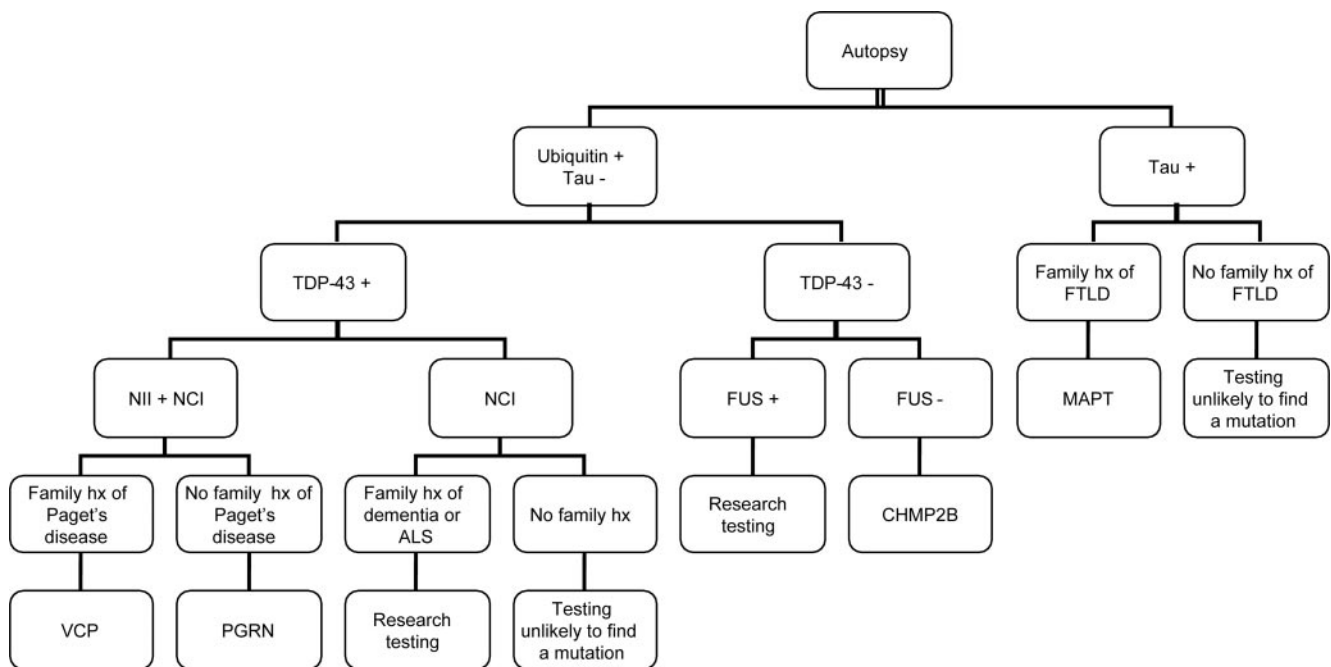 Autopsy
Ubiquitin +
Tau -
Tau +
TDP-43 +
TDP-43 -
Family hx of
FTLD
No family hx of
FTLD
NII + NCI
NCI
FUS +
FUS -
MAPT
Testing
unlikely to find
a mutation
Family hx of
Paget's
disease
No family hx of
Paget's
disease
Family hx of
dementia or
ALS
No family hx
Research
testing
CHMP2B
VCP
PGRN
Research
testing
Testing
unlikely to find
a mutation